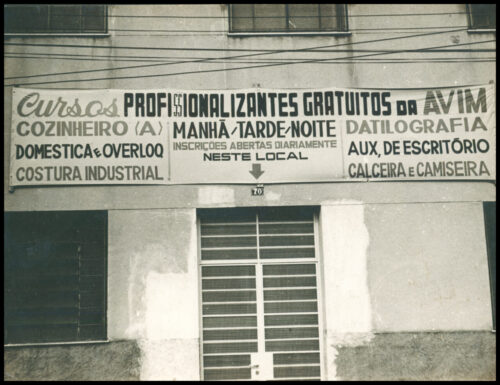 Cursos PROFISSIONALIZANTES GRATUITOS DA AVIM
COZINHEIRO (A)
DOMESTICA E OVERLOQ
COSTURA INDUSTRIAL
MANHÃ/TARDE/NOITE
INSCRIÇÕES ABERTAS DIARIAMENTE
NESTE LOCAL
DATILOGRAFIA
AUX, DE ESCRITÓRIO
CALCEIRA E CAMISEIRA
70